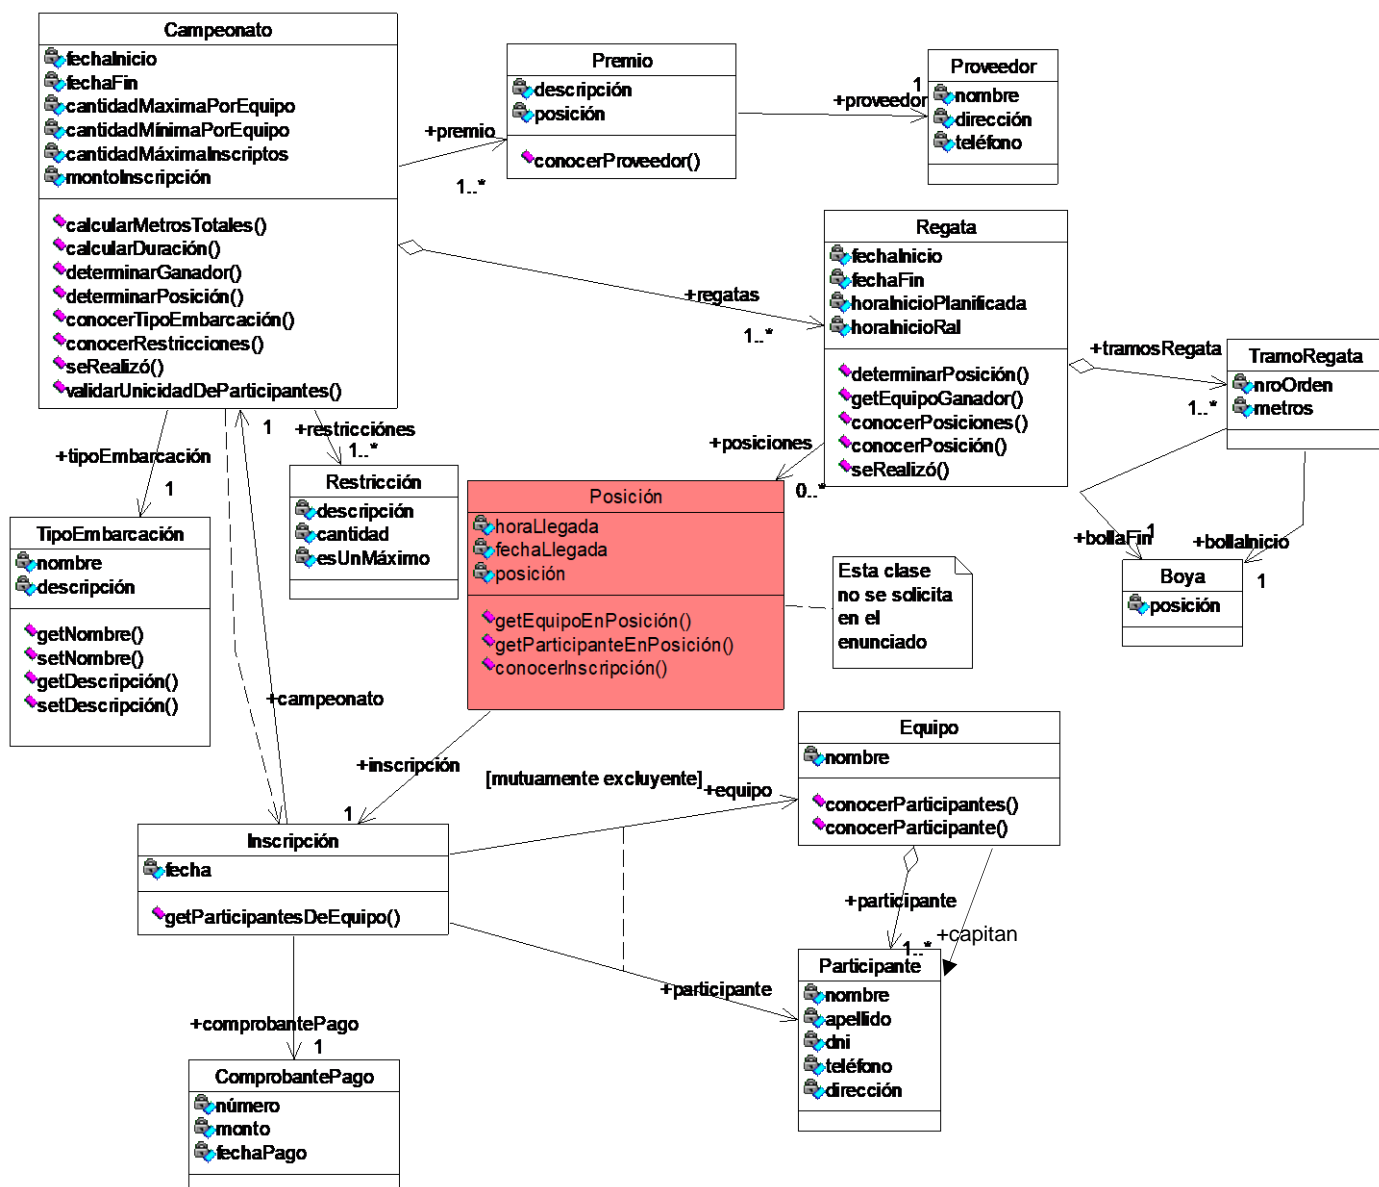 Campeonato
fechaInicio
fechaFin
cantidadMaximaPorEquipo
cantidadMínimaPorEquipo
cantidadMáximaInscriptos
montoInscripción
calcularMetrosTotales()
calcularDuración()
determinarGanador()
determinarPosición()
conocerTipoEmbarcación()
conocerRestricciones()
seRealizó()
validarUnicidadDeParticipantes()
+premio
1..*
Premio
descripción
posición
conocerProveedor()
+proveedor
1
Proveedor
nombre
dirección
teléfono
+regatas
1..*
Regata
fechaInicio
fechaFin
horaInicioPlanificada
horaInicioRal
determinarPosición()
getEquipoGanador()
conocerPosiciones()
conocerPosición()
seRealizó()
+tramosRegata
1..*
TramoRegata
nroOrden
metros
+tipoEmbarcación
1
1
+restricciónes
1..*
+posiciones
0..*
TipoEmbarcación
nombre
descripción
getNombre()
setNombre()
getDescripción()
setDescripción()
Restricción
descripción
cantidad
esUnMáximo
Posición
horaLlegada
fechaLlegada
posición
getEquipoEnPosición()
getParticipanteEnPosición()
conocerInscripción()
Esta clase
no se solicita
en el
enunciado
+bollaFin
1
+bollaInicio
1
Boya
posición
+campeonato
+inscripción
1
[mutuamente excluyente]
+equipo
Equipo
nombre
conocerParticipantes()
conocerParticipante()
Inscripción
fecha
getParticipantesDeEquipo()
+participante
1..*
+capitan
+participante
Participante
nombre
apellido
dni
teléfono
dirección
+comprobantePago
1
ComprobantePago
número
monto
fechaPago